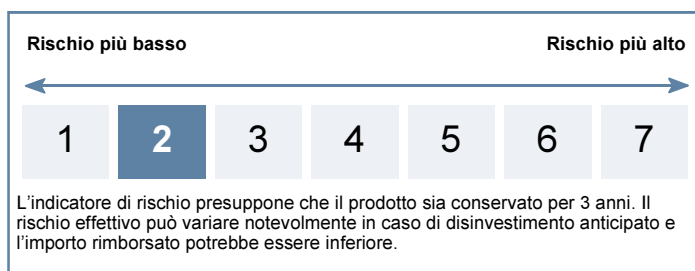 Rischio più basso Rischio più alto
1 2 3 4 5 6 7
L'indicatore di rischio presuppone che il prodotto sia conservato per 3 anni. Il
rischio effettivo può variare notevolmente in caso di disinvestimento anticipato e
l'importo rimborsato potrebbe essere inferiore.